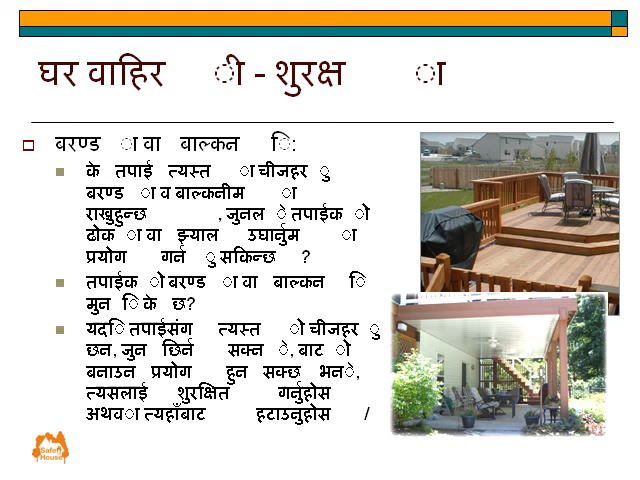 घर वाहिरी - शुरक्षा
बरण्डा वा बाल्कनि:
के तपाई त्यस्ता चीजहरु
बरण्डा व बाल्कनीमा
राख्नुहुन्छ, जुनले तपाईको
ढोका वा झ्याल उघार्नुमा
प्रयोग गर्नु सकिन्छ ?
तपाईको बरण्डा वा बाल्कनि
मुनि के छ?
यदि तपाईसंग त्यस्तो चीजहरु
छन, जुन छिर्न सक्ने, बाटो
बनाउन प्रयोग हुन सक्छ भने,
त्यसलाई शुरक्षित गर्नुहोस
अथवा त्यहाँबाट हटाउनुहोस /
Safe
House